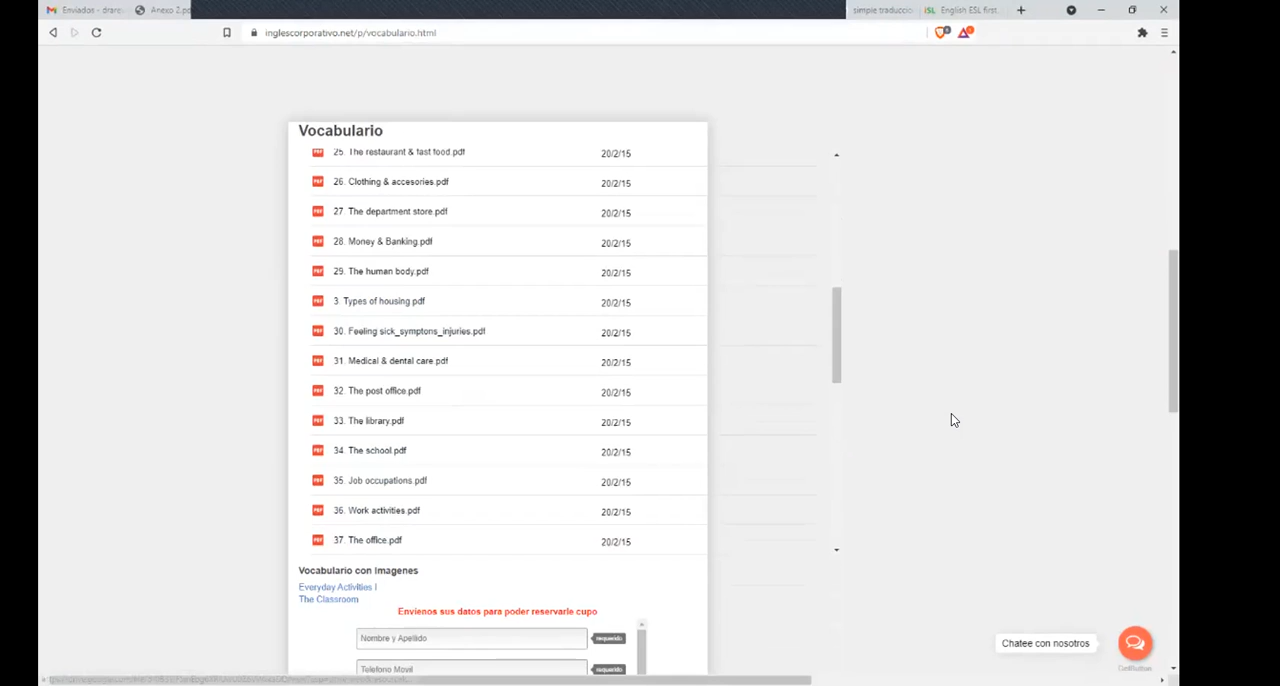 Enviados - drarc
Anexo 2.pd
simple traducció
iSL English ESL first.
inglescorporativo.net/p/vocabulario.html
Vocabulario
25. The restaurant & fast food.pdf 20/2/15
26. Clothing & accesories.pdf 20/2/15
27 The department store.pdf 20/2/15
28. Money & Banking.pdf 20/2/15
29. The human body.pdf 20/2/15
3 Types of housing.pdf 20/2/15
30. Feeling sick_symptons_injuries.pdf 20/2/15
31. Medical & dental care.pdf 20/2/15
32. The post office.pdf 20/2/15
33. The library.pdf 20/2/15
34. The school.pdf 20/2/15
35. Job occupations.pdf 20/2/15
36. Work activities.pdf 20/2/15
37. The office.pdf 20/2/15
Vocabulario con Imagenes
Everyday Activities I
The Classroom
Envienos sus datos para poder reservarle cupo
Nombre y Apellido requerido
Telefono Movil requerido
Chatee con nosotros
GetButton